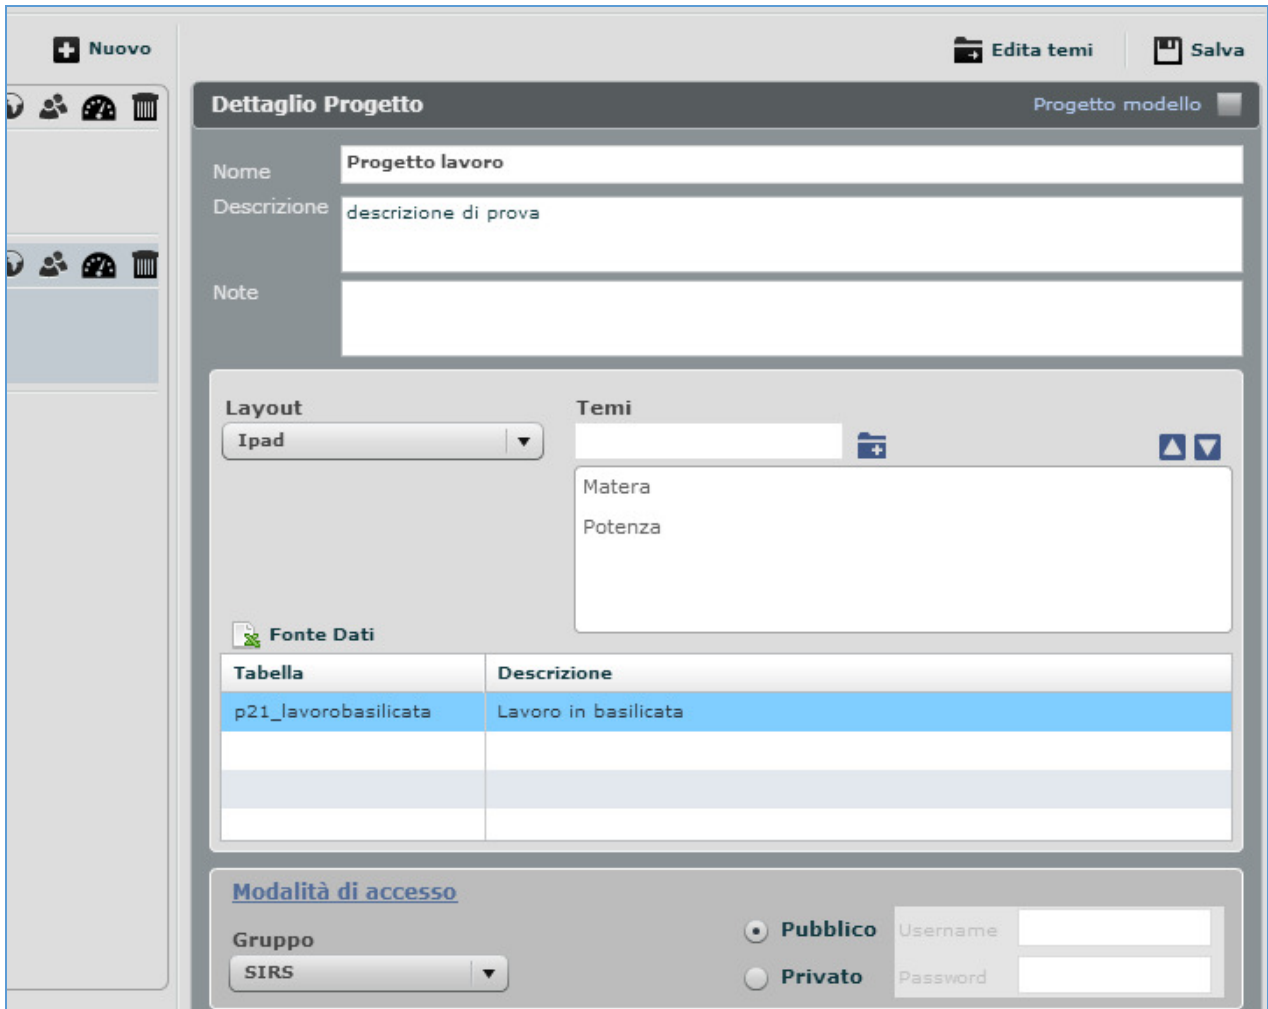 Nuovo
Edita temi
Salva
Dettaglio Progetto
Progetto modello
Nome
Progetto lavoro
Descrizione
descrizione di prova
Note
Layout
Temi
Ipad
Matera
Potenza
Fonte Dati
Tabella Descrizione
p21_lavorobasilicata Lavoro in basilicata
Modalità di accesso
Gruppo
SIRS
Pubblico Username
Privato Password